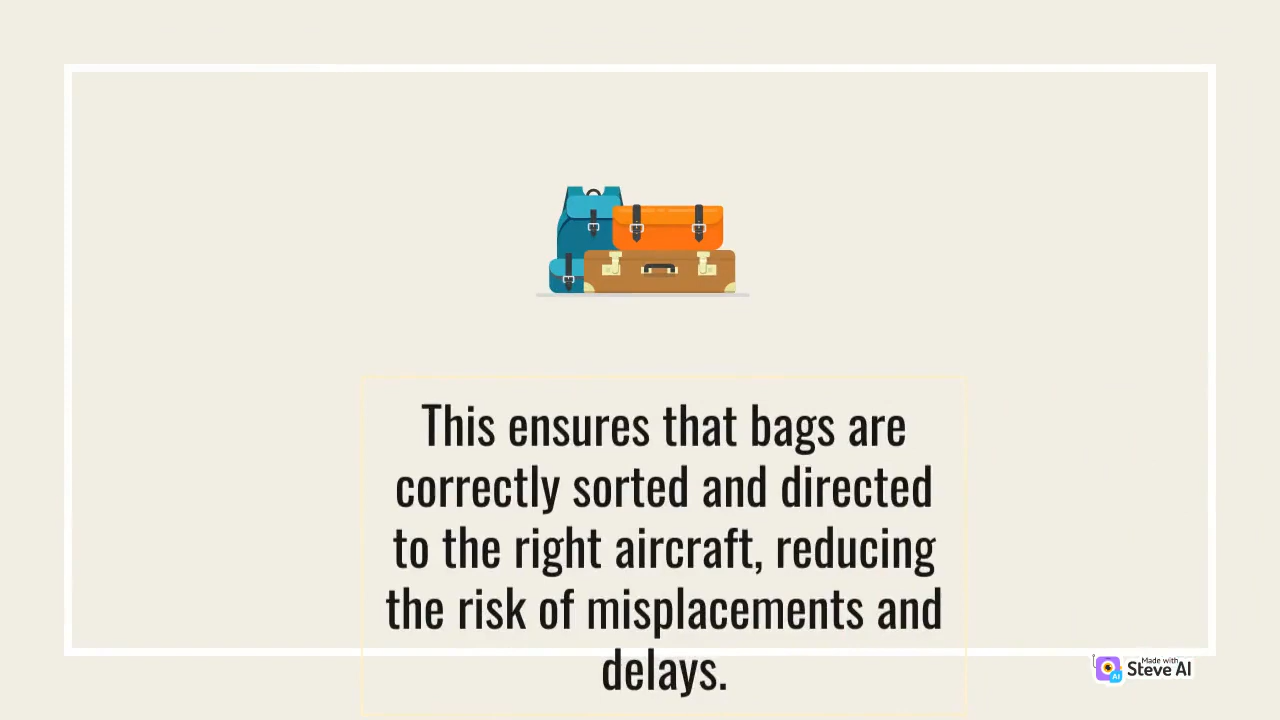 This ensures that bags are
correctly sorted and directed
to the right aircraft, reducing
the risk of misplacements and
delays.
Made with
Steve AI
AI